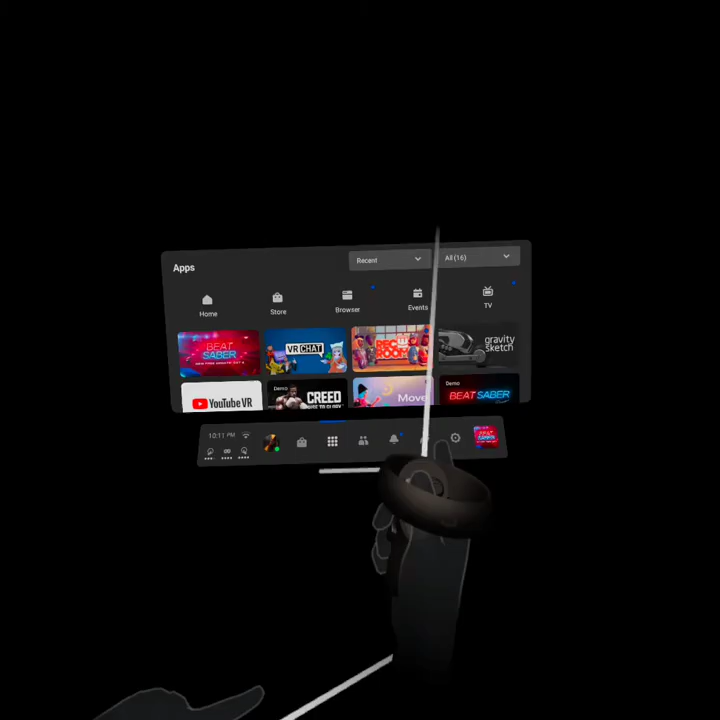 Apps
Recent
All (16)
Home
Store
Browser
Events
TV
BEAT SABER
VRCHAT
REC ROOM
gravity sketch
YouTube VR
Demo
CREED
Move
Demo
BEAT SABER
10:11 PM